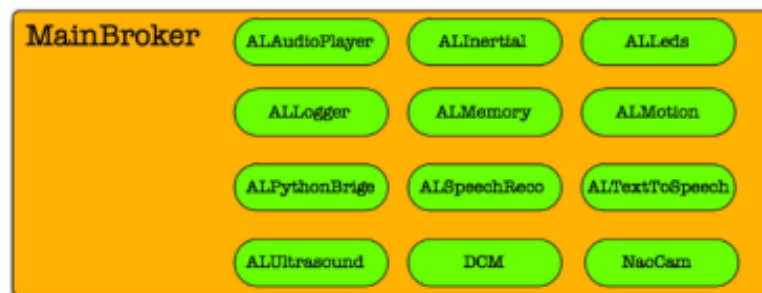 MainBroker
ALAudioPlayer ALInertial ALLeds
ALLogger ALMemory ALMotion
ALPythonBrige ALSpeechReco ALTextToSpeech
ALUltrasound DCM NaoCam